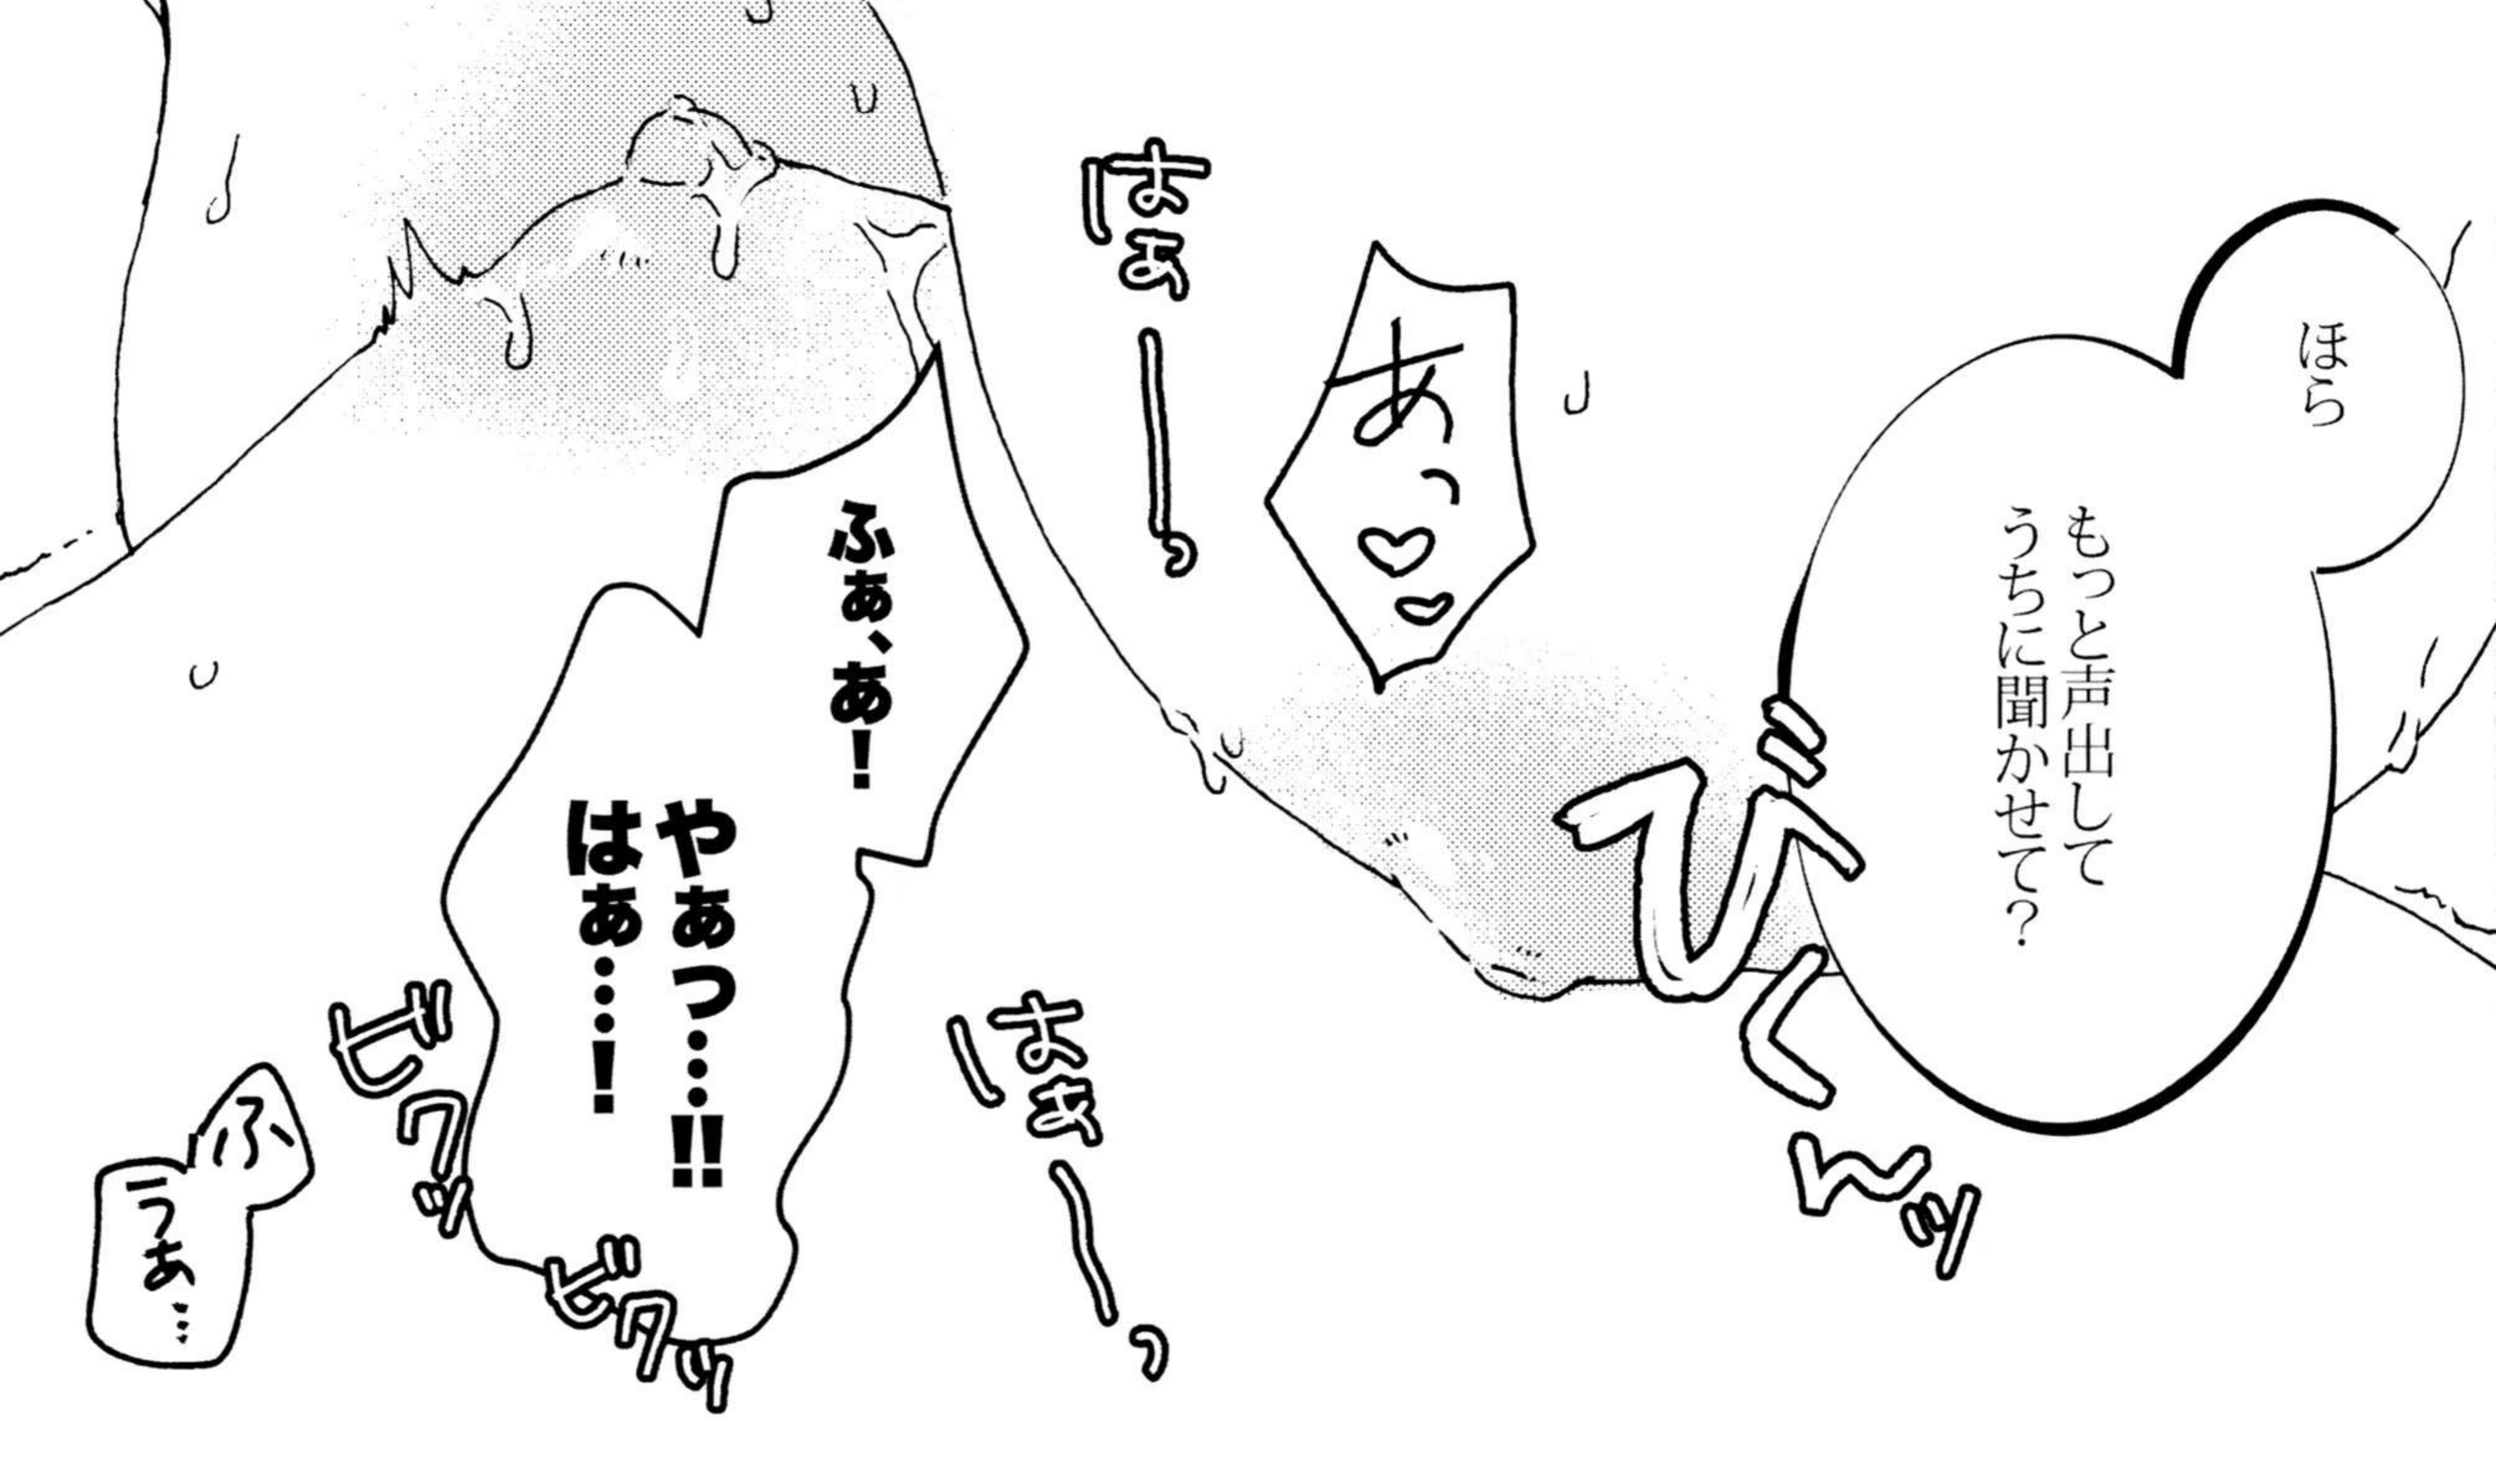 ほら
もっと声出して
うちに聞かせて？
あっ♡♡
はぁーっ
びくッ
ふぁ、あ！
やぁっ……!!
はぁ……！
はぁーっ
ビクッ
ビクッ
ふ
うあ…